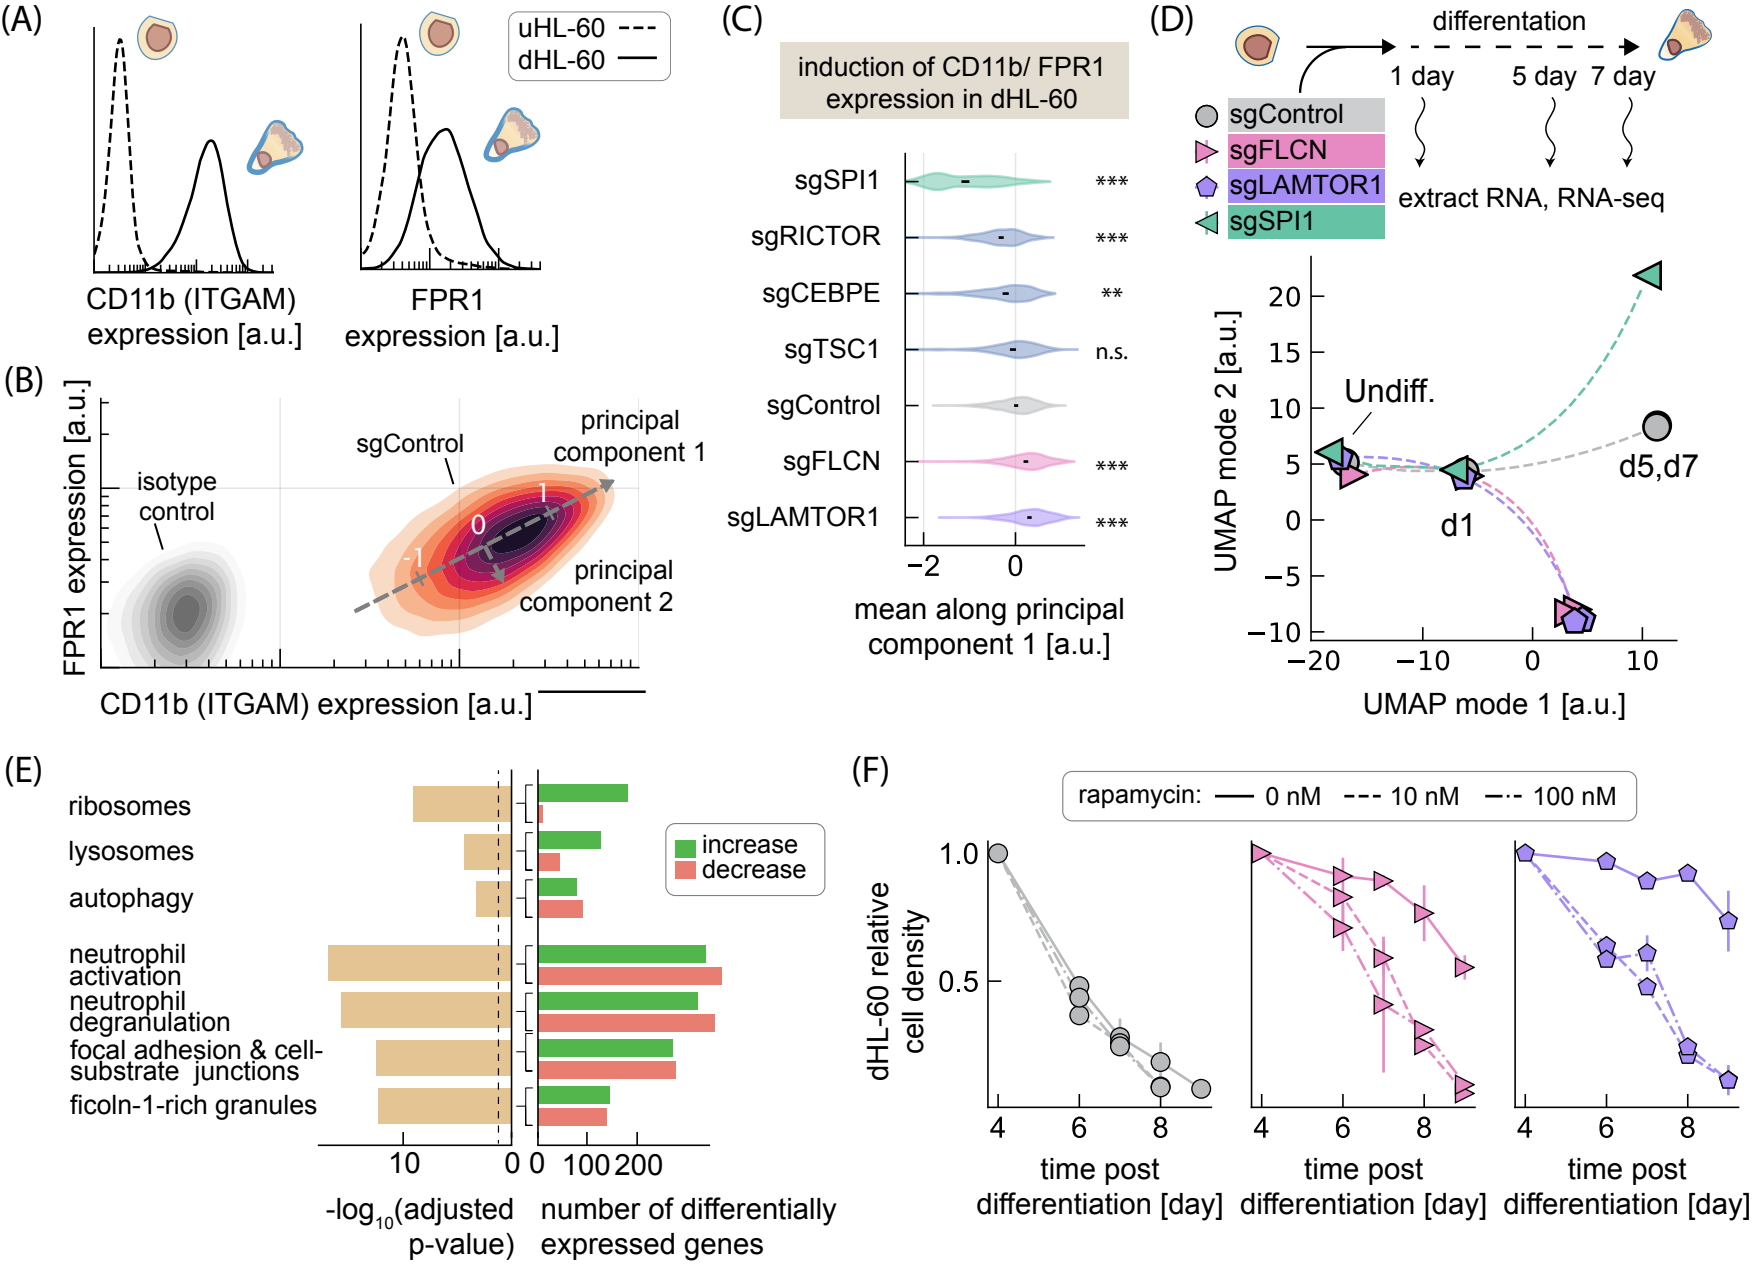 (A)
uHL-60
dHL-60
CD11b (ITGAM)
expression [a.u.]
FPR1
expression [a.u.]
(B)
FPR1 expression [a.u.]
isotype
control
sgControl
principal
component 1
1
0
-1
principal
component 2
CD11b (ITGAM) expression [a.u.]
(C)
induction of CD11b/ FPR1
expression in dHL-60
sgSPI1
***
sgRICTOR
***
sgCEBPE
**
sgTSC1
n.s.
sgControl
sgFLCN
***
sgLAMTOR1
***
−2
0
mean along principal
component 1 [a.u.]
(D)
differentation
1 day
5 day
7 day
sgControl
sgFLCN
sgLAMTOR1
sgSPI1
extract RNA, RNA-seq
UMAP mode 2 [a.u.]
20
15
10
5
0
−5
−10
Undiff.
d1
d5,d7
−20
−10
0
10
UMAP mode 1 [a.u.]
(E)
ribosomes
lysosomes
autophagy
neutrophil
activation
neutrophil
degranulation
focal adhesion & cell-
substrate junctions
ficoln-1-rich granules
increase
decrease
10
0
0
100
200
-log10(adjusted
p-value)
number of differentially
expressed genes
(F)
rapamycin:
0 nM
10 nM
100 nM
dHL-60 relative
cell density
1.0
0.5
4
6
8
time post
differentiation [day]
4
6
8
time post
differentiation [day]
4
6
8
time post
differentiation [day]